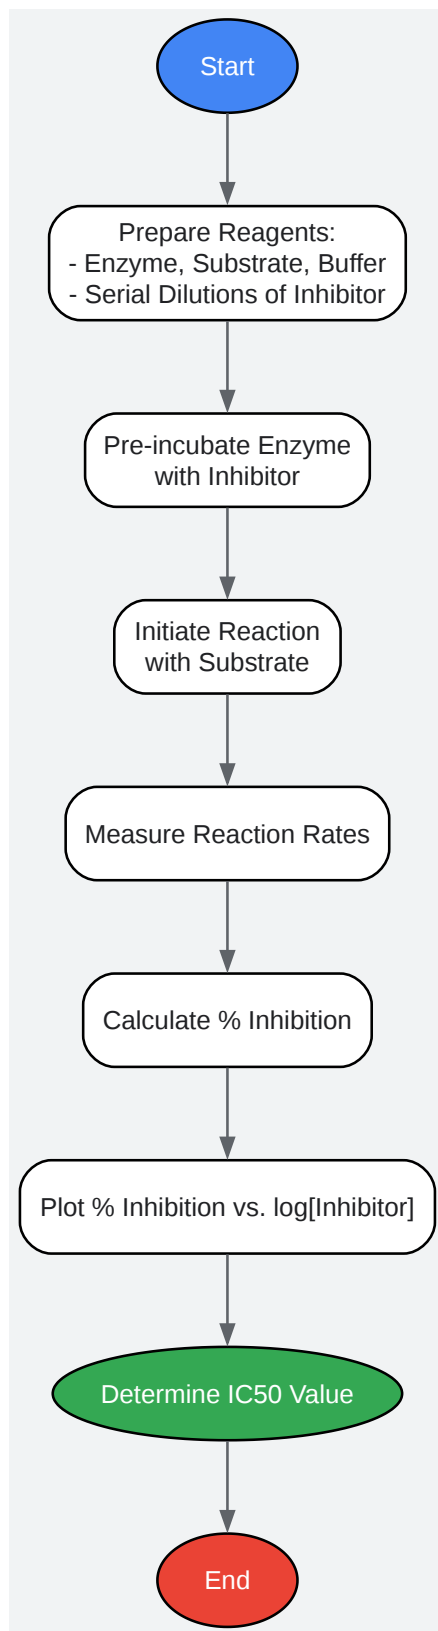 Start
Prepare Reagents:
- Enzyme, Substrate, Buffer
- Serial Dilutions of Inhibitor
Pre-incubate Enzyme
with Inhibitor
Initiate Reaction
with Substrate
Measure Reaction Rates
Calculate % Inhibition
Plot % Inhibition vs. log[Inhibitor]
Determine IC50 Value
End